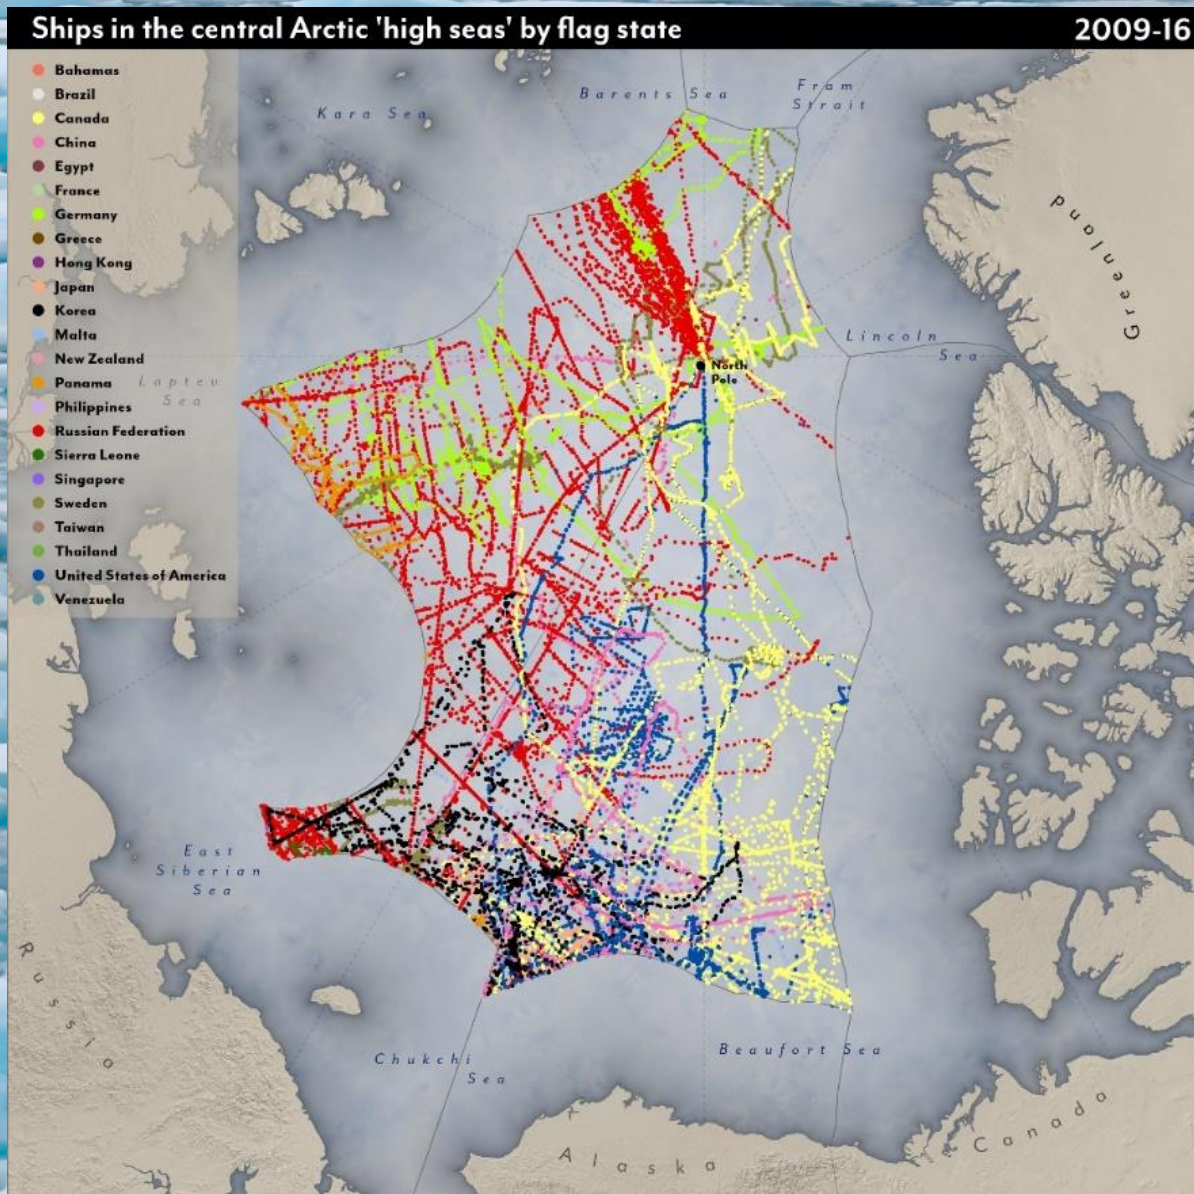 Ships in the central Arctic 'high seas' by flag state
2009-16
Bahamas
Brazil
Canada
China
Egypt
France
Germany
Greece
Hong Kong
Japan
Korea
Malta
New Zealand
Panama
Philippines
Russian Federation
Sierra Leone
Singapore
Sweden
Taiwan
Thailand
United States of America
Venezuela
Kara Sea
Barents Sea
Fram
Strait
Greenland
Lincoln
Sea
North
Pole
Laptev
Sea
East
Siberian
Sea
Russia
Chukchi
Sea
Beaufort Sea
Alaska
Canada